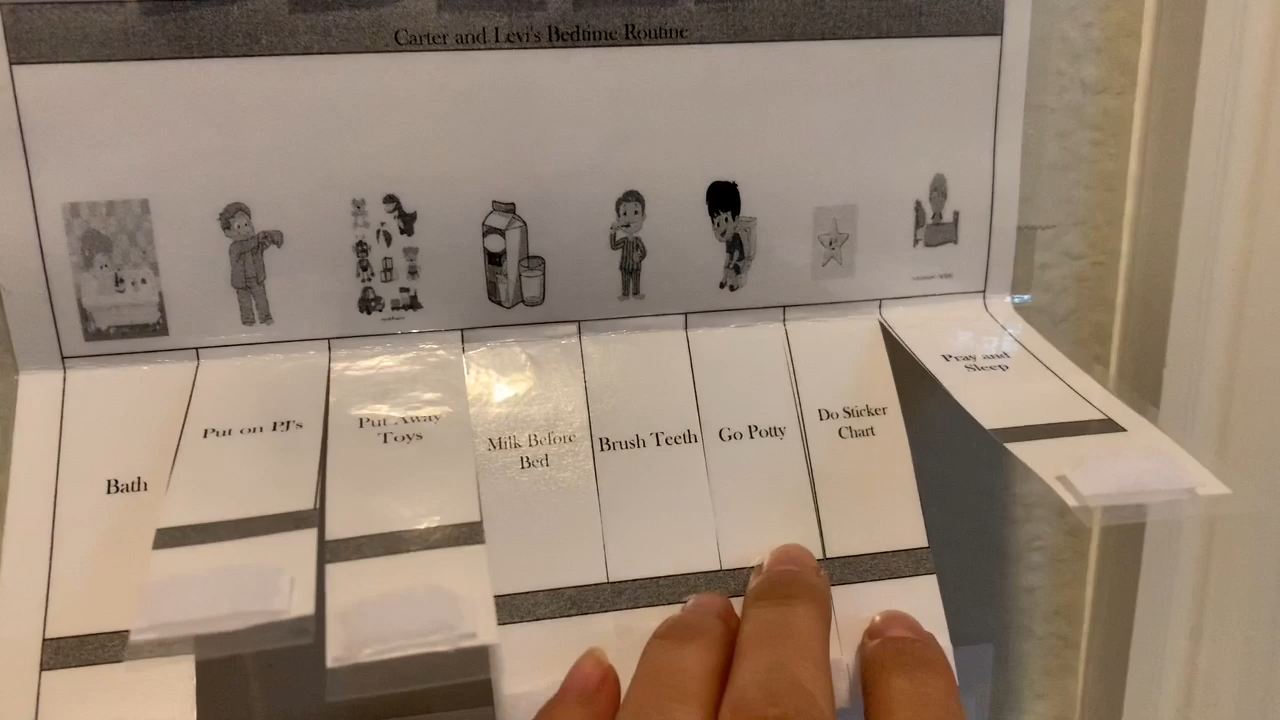 Carter and Levi's Bedtime Routine
Bath
Put on PJ's
Put Away
Toys
Milk Before
Bed
Brush Teeth
Go Potty
Do Sticker
Chart
Pray and
Sleep